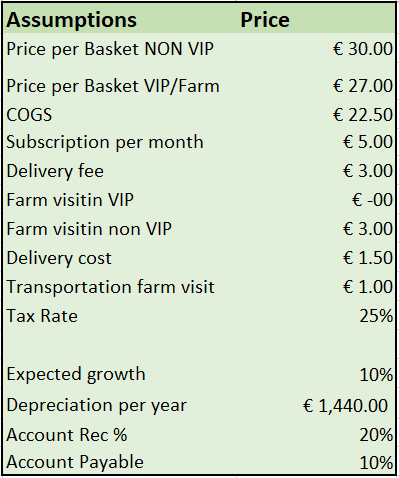 Assumptions Price
Price per Basket NON VIP € 30.00
Price per Basket VIP/Farm € 27.00
COGS € 22.50
Subscription per month € 5.00
Delivery fee € 3.00
Farm visitin VIP € -00
Farm visitin non VIP € 3.00
Delivery cost € 1.50
Transportation farm visit € 1.00
Tax Rate 25%
Expected growth 10%
Depreciation per year € 1,440.00
Account Rec % 20%
Account Payable 10%